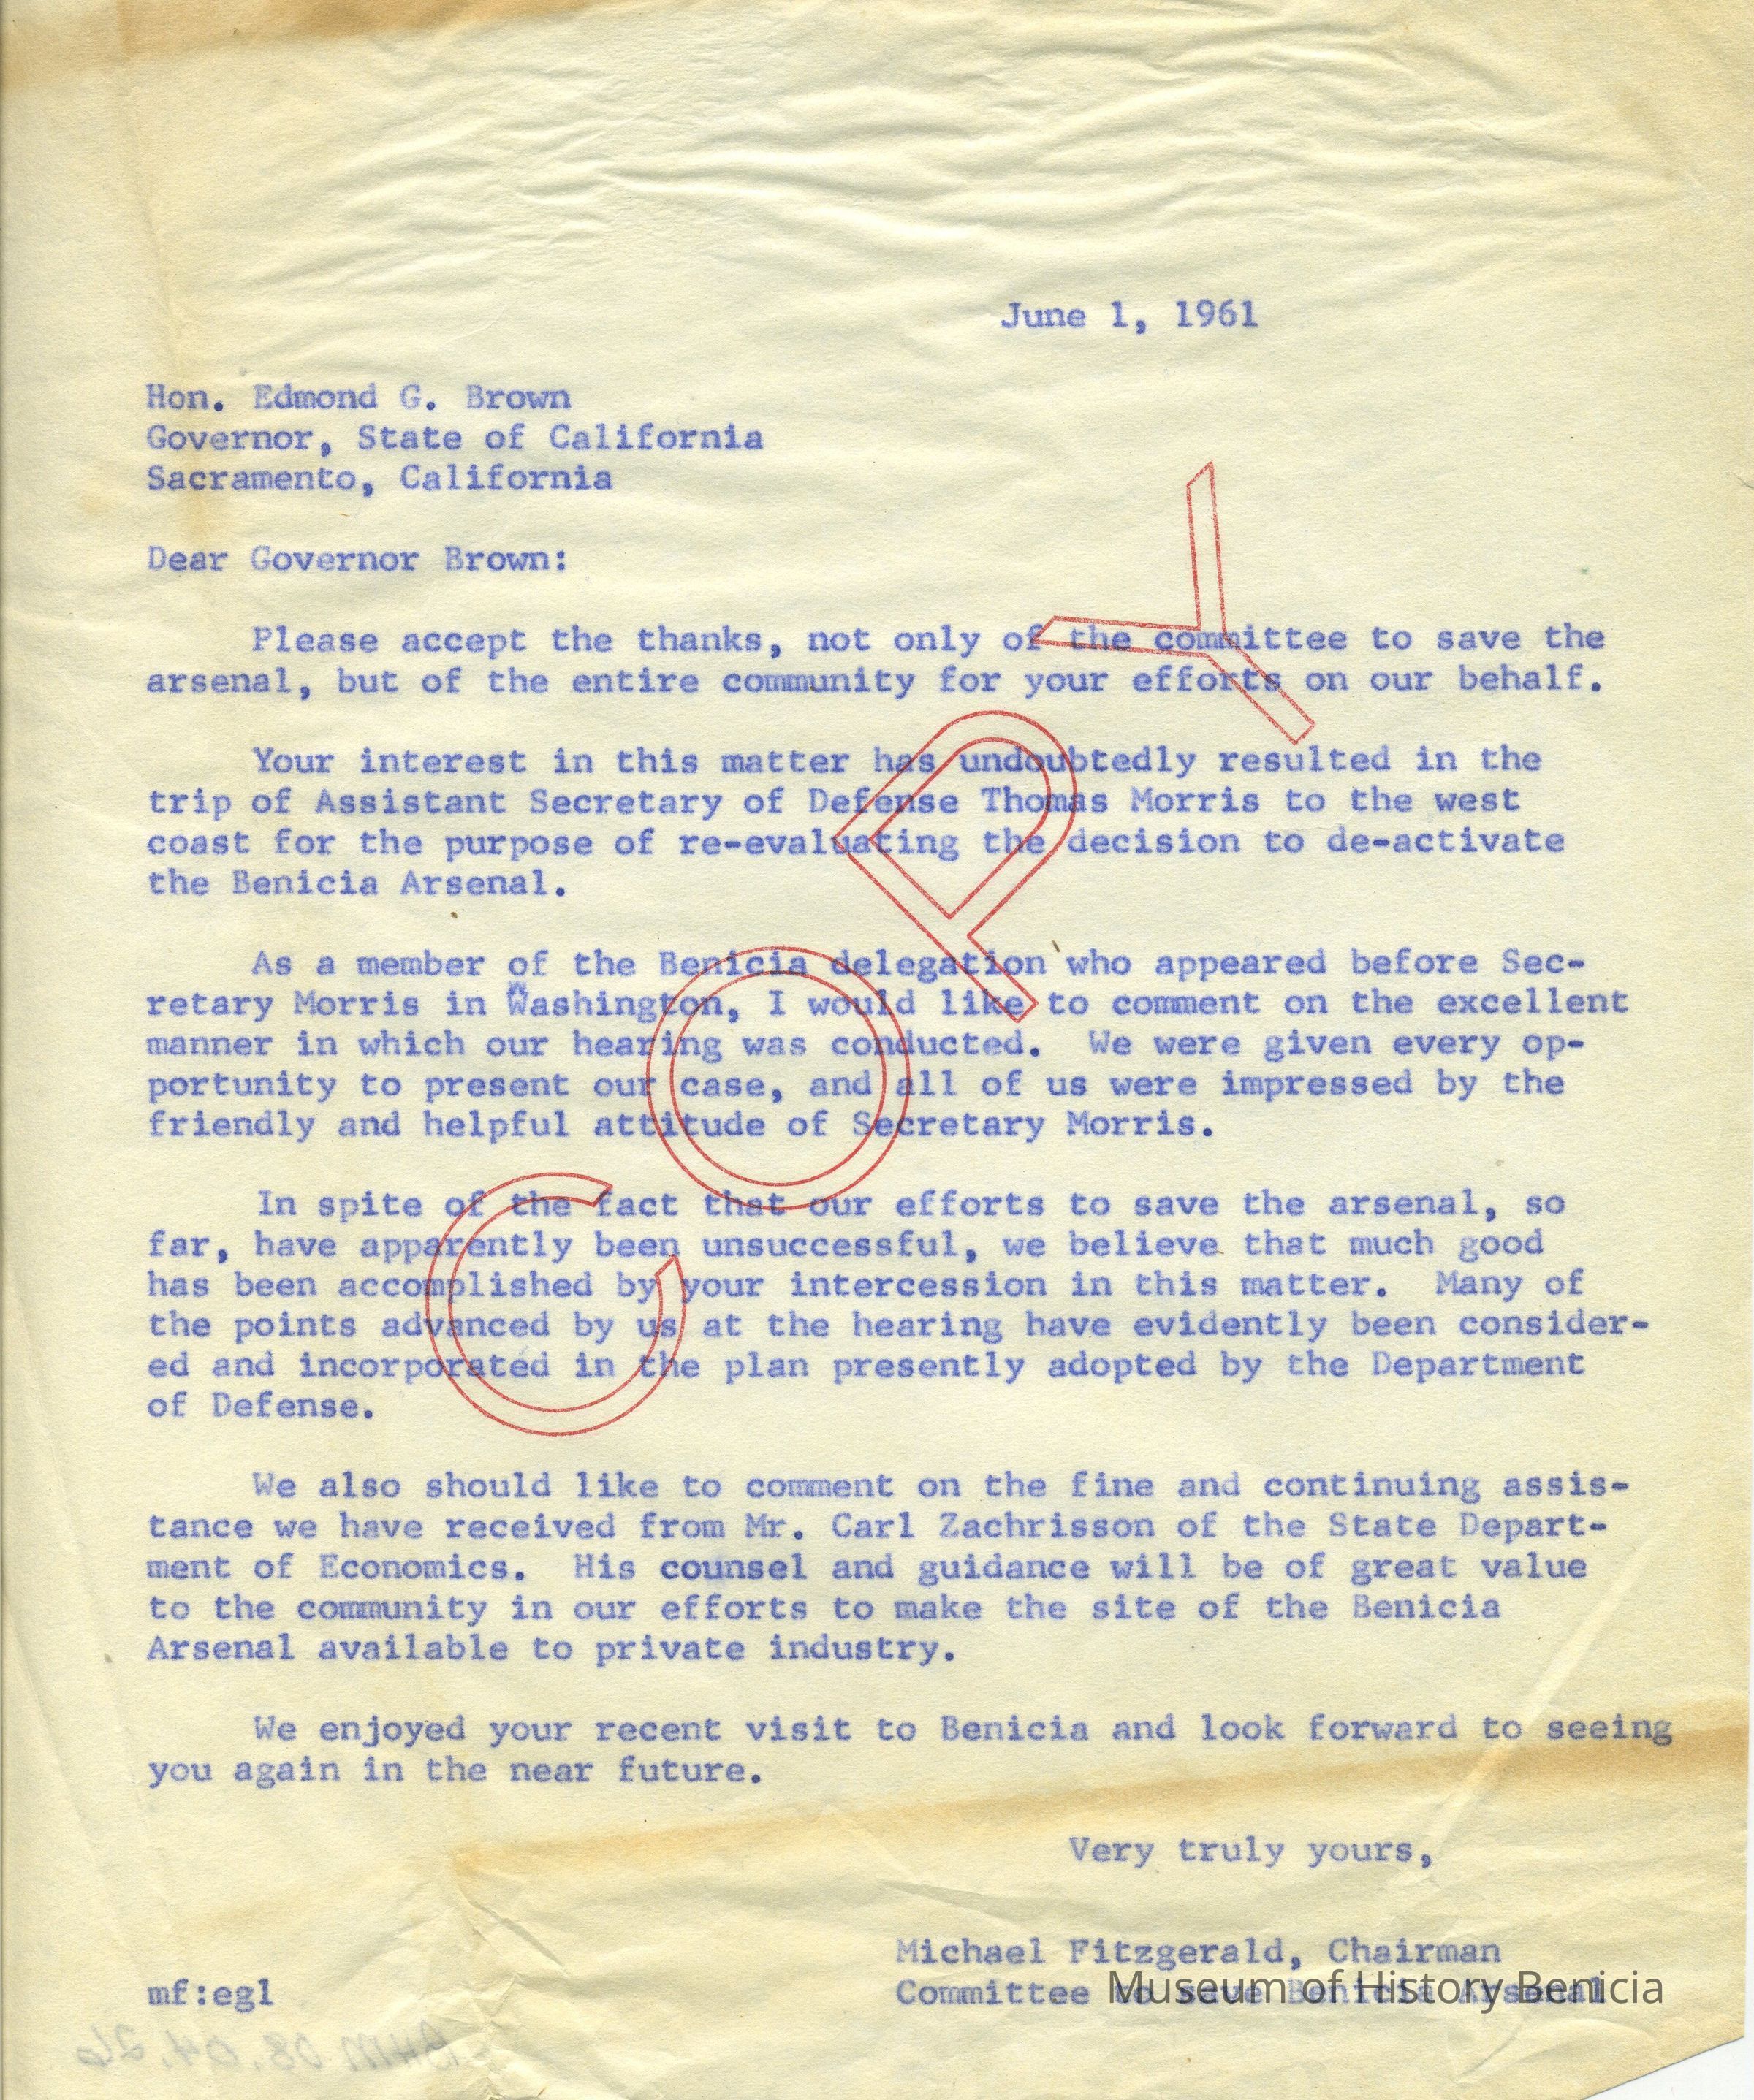 June 1, 1961
Hon. Edmond G. Brown
Governor, State of California
Sacramento, California
Dear Governor Brown:
Please accept the thanks, not only of the committee to save the
arsenal, but of the entire community for your efforts on our behalf.
Your interest in this matter has undoubtedly resulted in the
trip of Assistant Secretary of Defense Thomas Morris to the west
coast for the purpose of re-evaluating the decision to de-activate
the Benicia Arsenal.
As a member of the Benicia delegation who appeared before Sec-
retary Morris in Washington, I would like to comment on the excellent
manner in which our hearing was conducted. We were given every op-
portunity to present our case, and all of us were impressed by the
friendly and helpful attitude of Secretary Morris.
In spite of the fact that our efforts to save the arsenal, so
far, have apparently been unsuccessful, we believe that much good
has been accomplished by your intercession in this matter. Many of
the points advanced by us at the hearing have evidently been consider-
ed and incorporated in the plan presently adopted by the Department
of Defense.
We also should like to comment on the fine and continuing assis-
tance we have received from Mr. Carl Zachrisson of the State Depart-
ment of Economics. His counsel and guidance will be of great value
to the community in our efforts to make the site of the Benicia
Arsenal available to private industry.
We enjoyed your recent visit to Benicia and look forward to seeing
you again in the near future.
Very truly yours,
Michael Fitzgerald, Chairman
mf:egl
Committee to save Benicia Arsenal
Museum of History Benicia
COPY
BHM 08.04.26